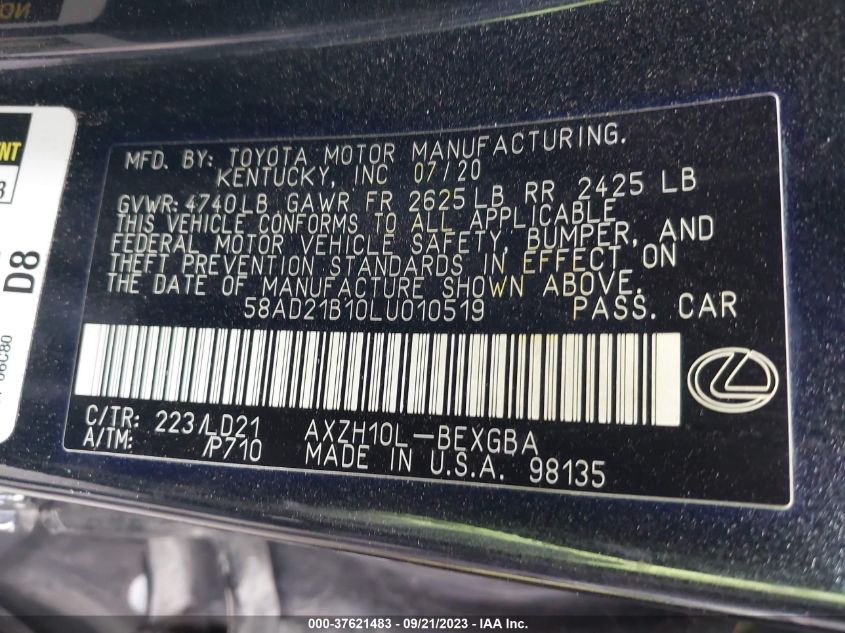 MFD. BY: TOYOTA MOTOR MANUFACTURING.
KENTUCKY, INC 07/20
GVWR: 4740LB GAWR FR 2625LB RR 2425 LB
THIS VEHICLE CONFORMS TO ALL APPLICABLE
FEDERAL MOTOR VEHICLE SAFETY, BUMPER, AND
THEFT PREVENTION STANDARDS IN EFFECT ON
THE DATE OF MANUFACTURE SHOWN ABOVE.
58AD21B10LU010519 PASS. CAR
C/TR: 223/LD21 AXZH10L-BEXGBA
A/TM: /P710 MADE IN U.S.A. 98135
D8
000-37621483 - 09/21/2023 - IAA Inc.